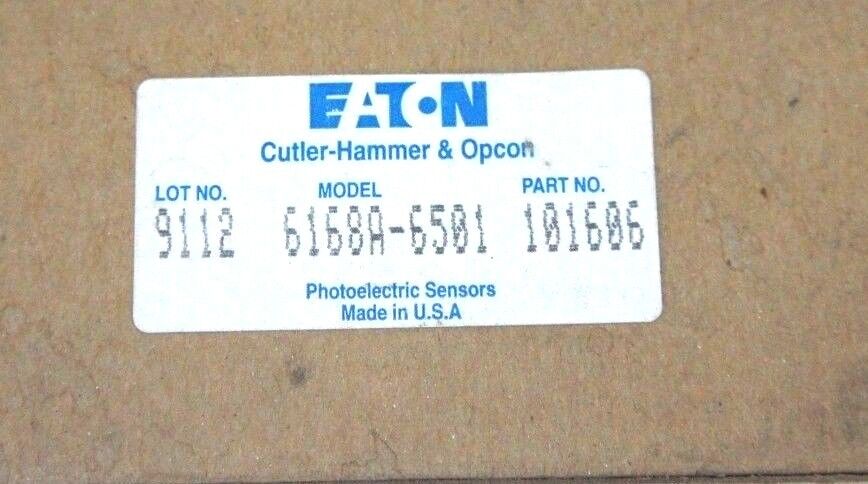 EATON
Cutler-Hammer & Opcon
LOT NO. MODEL PART NO.
9112 6168A-6501 101606
Photoelectric Sensors
Made in U.S.A